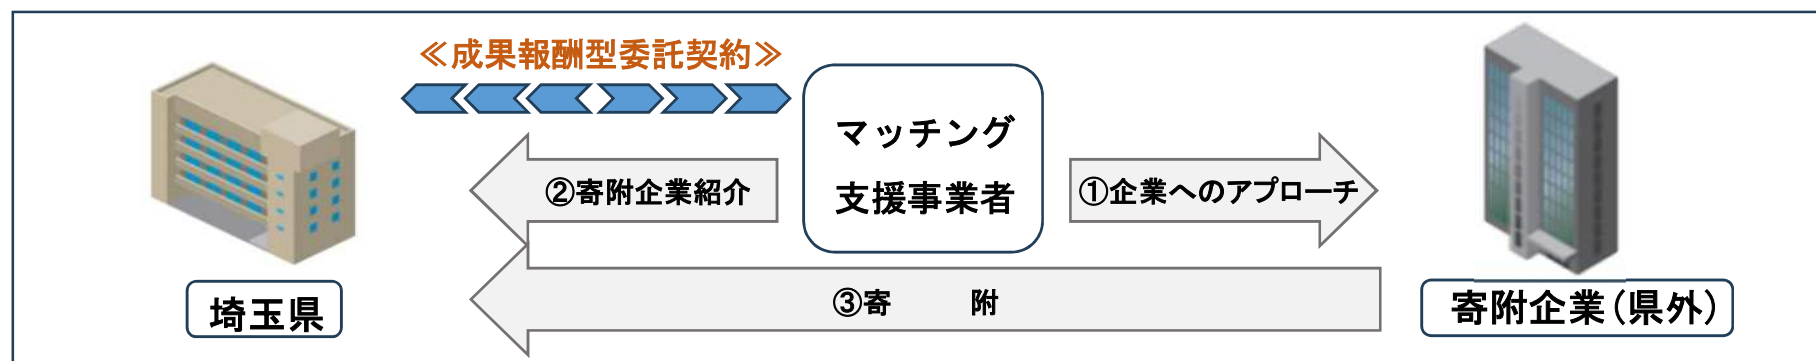 ≪成果報酬型委託契約≫
マッチング
支援事業者
②寄附企業紹介
①企業へのアプローチ
③寄　附
埼玉県
寄附企業(県外)